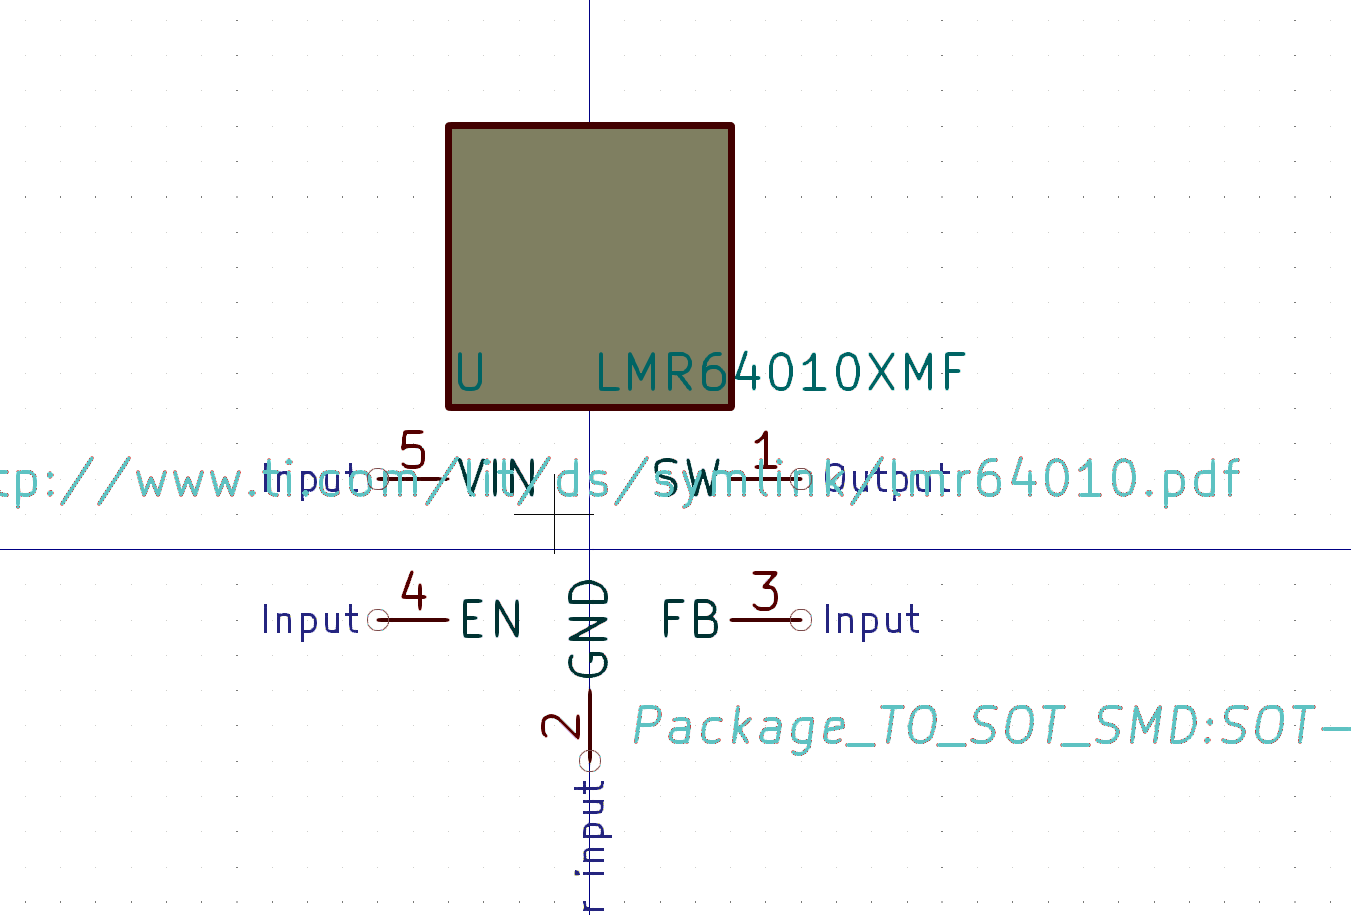 U LMR64010XMF
5 1
Input VIN SW Output
tp://www.ti.com/lit/ds/symlink/lmr64010.pdf
4 3
Input EN GND FB Input
2 Package_TO_SOT_SMD:SOT-
r input